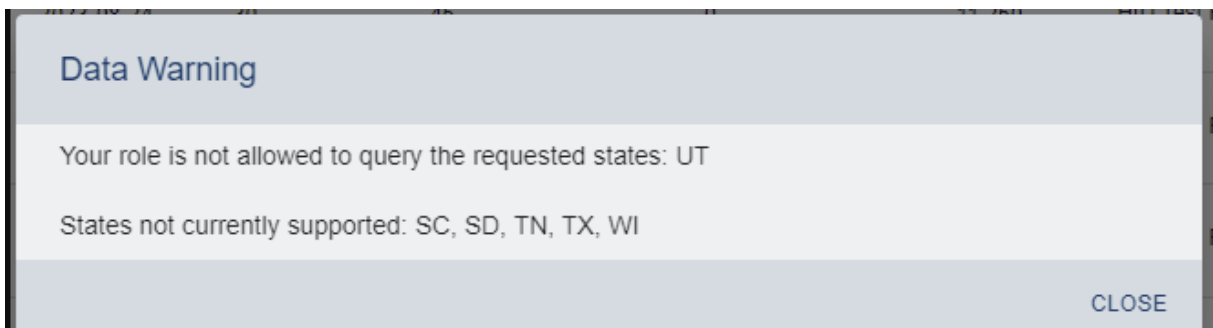 Data Warning
Your role is not allowed to query the requested states: UT
States not currently supported: SC, SD, TN, TX, WI
CLOSE